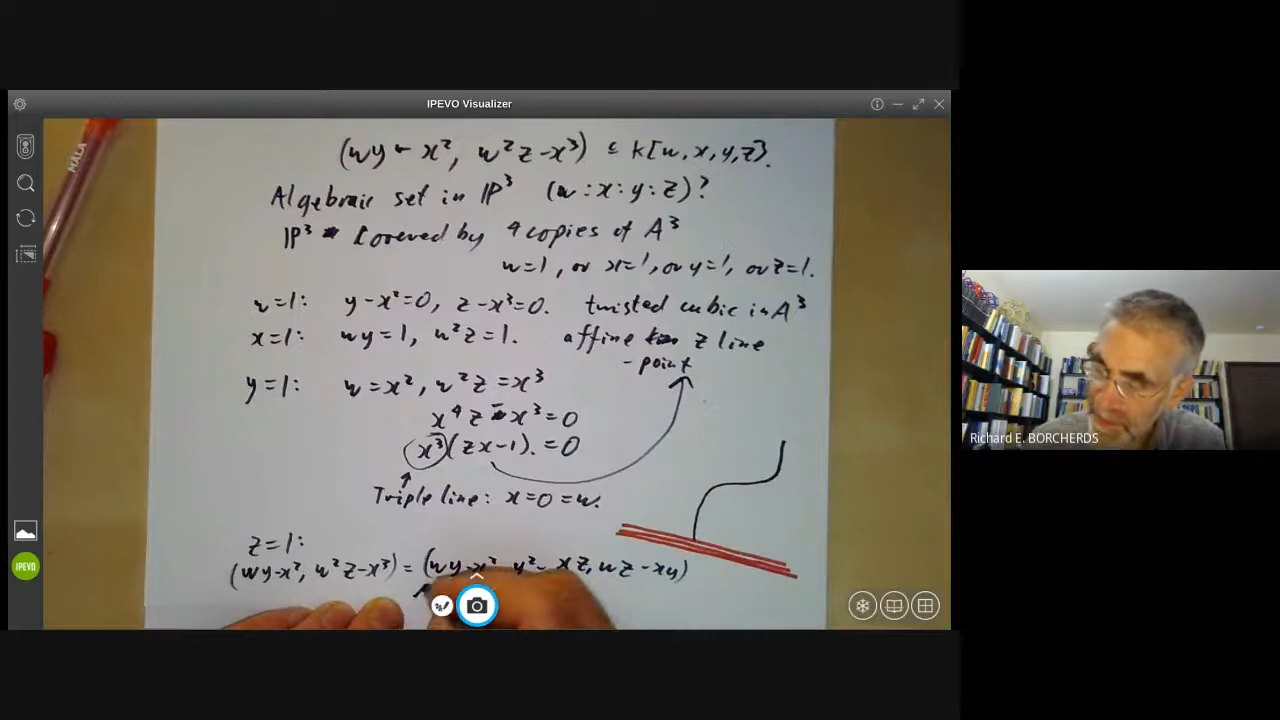 IPEVO Visualizer
MALA
(wy - x², w²z-x³) ⊆ k[w,x,y,z].
Algebraic set in ℙ³ (w:x:y:z)?
ℙ³ covered by 4 copies of A³
w=1, or x=1, or y=1, or z=1.
w=1: y-x²=0, z-x³=0. twisted cubic in A³
x=1: wy=1, w²z=1. affine z line
- point
y=1: w=x², w²z=x³
x⁴z-x³=0
x³(zx-1).=0
Triple line: x=0=w.
z=1:
(wy-x², w²z-x³) = (wy-x², y²-xz, wz-xy)
Richard E. BORCHERDS